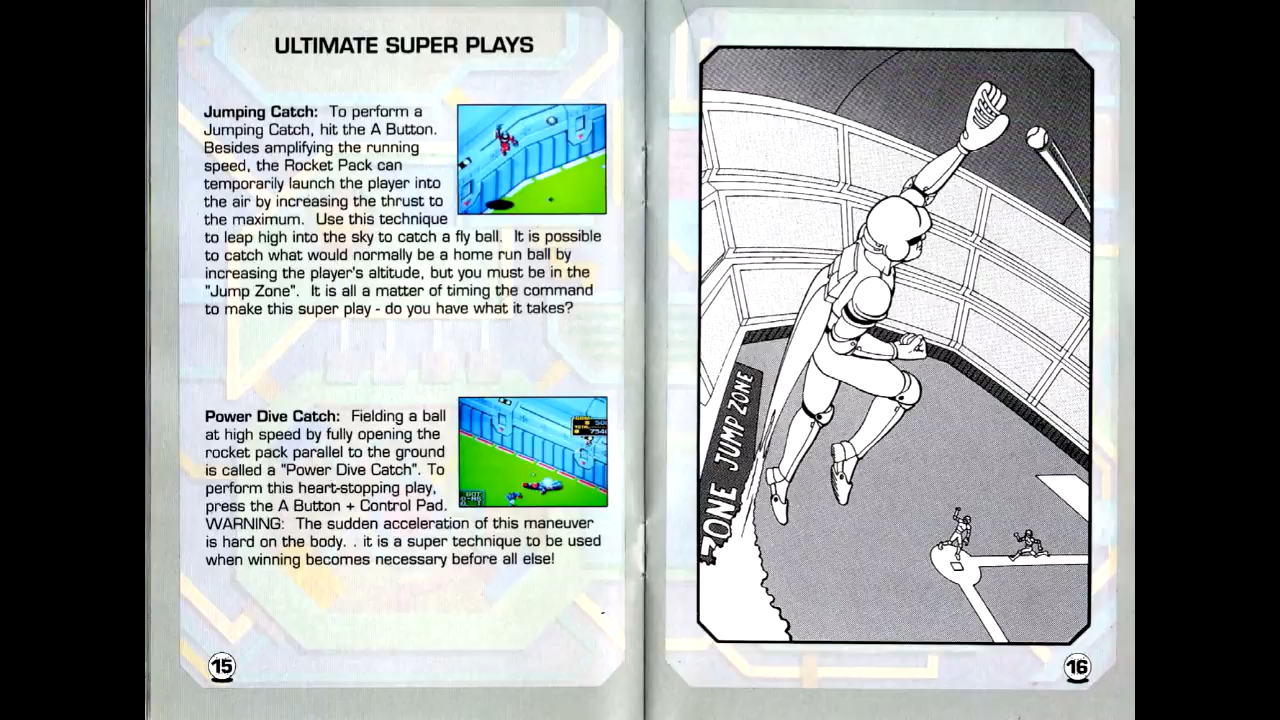 ULTIMATE SUPER PLAYS
Jumping Catch: To perform a
Jumping Catch, hit the A Button.
Besides amplifying the running
speed, the Rocket Pack can
temporarily launch the player into
the air by increasing the thrust to
the maximum. Use this technique
to leap high into the sky to catch a fly ball. It is possible
to catch what would normally be a home run ball by
increasing the player's altitude, but you must be in the
"Jump Zone". It is all a matter of timing the command
to make this super play - do you have what it takes?
Power Dive Catch: Fielding a ball
at high speed by fully opening the
rocket pack parallel to the ground
is called a "Power Dive Catch". To
perform this heart-stopping play,
press the A Button + Control Pad.
WARNING: The sudden acceleration of this maneuver
is hard on the body. . it is a super technique to be used
when winning becomes necessary before all else!
15
ZONE JUMP ZONE
16